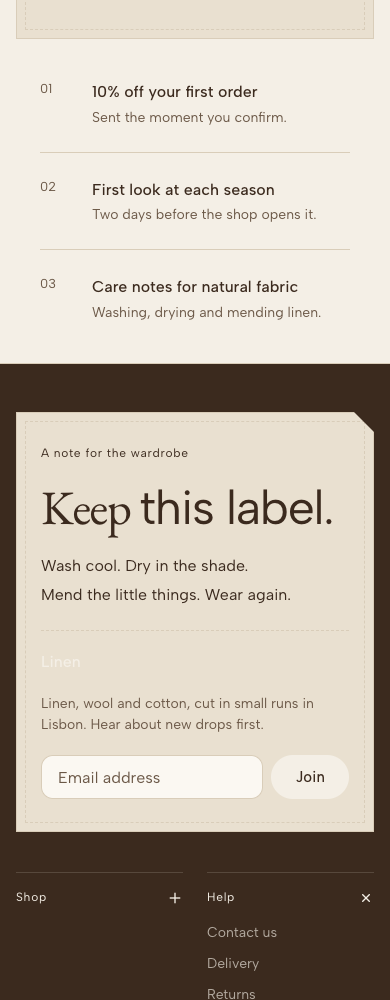 01
10% off your first order
Sent the moment you confirm.
02
First look at each season
Two days before the shop opens it.
03
Care notes for natural fabric
Washing, drying and mending linen.
A note for the wardrobe
Keep this label.
Wash cool. Dry in the shade.
Mend the little things. Wear again.
Linen
Linen, wool and cotton, cut in small runs in
Lisbon. Hear about new drops first.
Email address
Join
Shop
Help
Contact us
Delivery
Returns